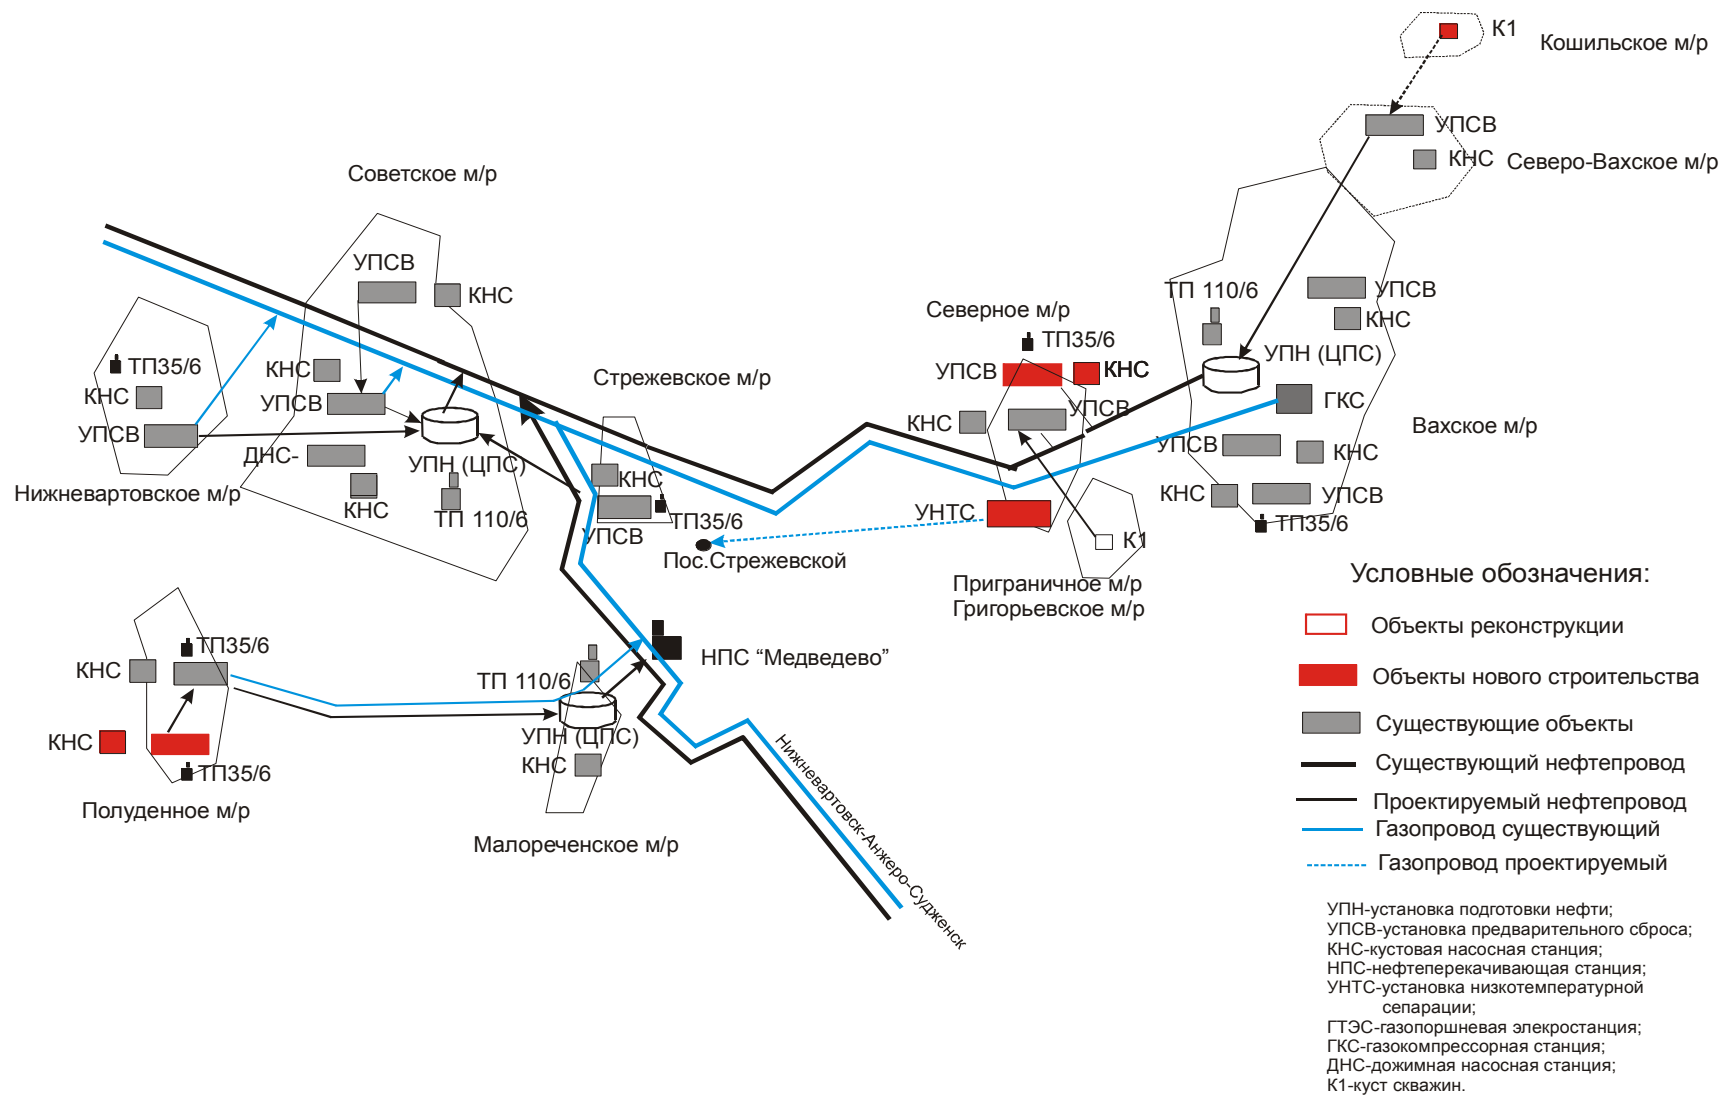 К1
Кошильское м/р
УПСВ
КНС
Северо-Вахское м/р
Советское м/р
УПСВ
КНС
ТП35/6
КНС
УПСВ
Нижневартовское м/р
КНС
УПСВ
ДНС-
КНС
УПН (ЦПС)
ТП 110/6
Стрежевское м/р
КНС
УПСВ
ТП35/6
Пос.Стрежевской
Северное м/р
ТП35/6
УПСВ
КНС
КНС
УПСВ
УНТС
К1
Приграничное м/р
Григорьевское м/р
ТП 110/6
УПСВ
КНС
УПН (ЦПС)
ГКС
Вахское м/р
УПСВ
КНС
КНС
УПСВ
ТП35/6
КНС
ТП35/6
КНС
ТП35/6
Полуденное м/р
ТП 110/6
НПС “Медведево”
УПН (ЦПС)
КНС
Малореченское м/р
Нижневартовск-Анжеро-Судженск
Условные обозначения:
Объекты реконструкции
Объекты нового строительства
Существующие объекты
Существующий нефтепровод
Проектируемый нефтепровод
Газопровод существующий
Газопровод проектируемый
УПН-установка подготовки нефти;
УПСВ-установка предварительного сброса;
КНС-кустовая насосная станция;
НПС-нефтеперекачивающая станция;
УНТС-установка низкотемпературной
сепарации;
ГТЭС-газопоршневая элекростанция;
ГКС-газокомпрессорная станция;
ДНС-дожимная насосная станция;
К1-куст скважин.